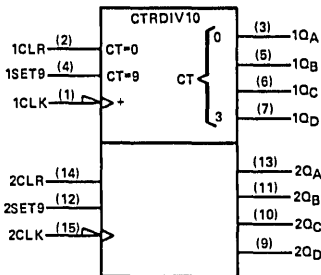 CTRDIV10
1CLR (2) CT=0
1SET9 (4) CT=9
1CLK (1) +
CT { 0 3
(3) 1QA
(5) 1QB
(6) 1QC
(7) 1QD
2CLR (14)
2SET9 (12)
2CLK (15)
(13) 2QA
(11) 2QB
(10) 2QC
(9) 2QD